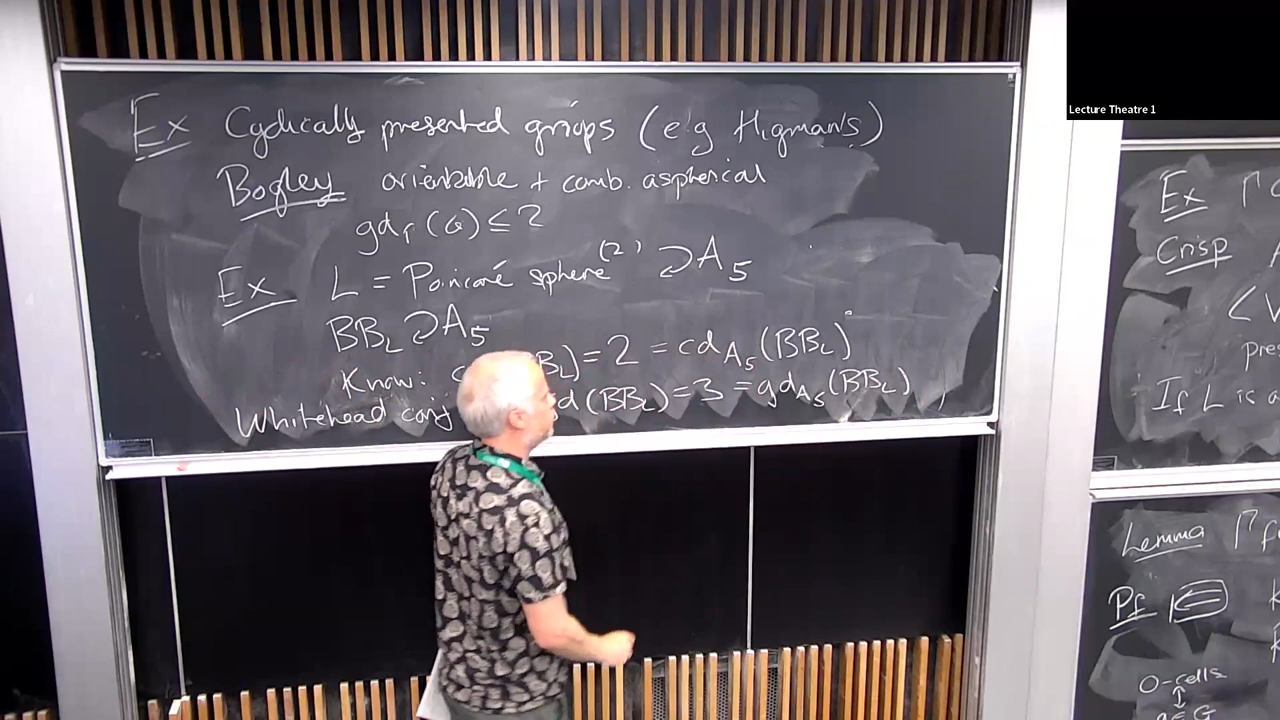 Ex Cyclically presented groups (e.g Higman's)
Bogley orientable + comb. aspherical
gd_Γ (G) ≤ 2
Ex L = Poincaré sphere^(2) ↻ A_5
BB_L ↻ A_5
Know: BB_L) = 2 = cd_{A_5}(BB_L)
Whitehead conj d(BB_L) = 3 = gd_{A_5}(BB_L)
Lecture Theatre 1
Ex Γ
Crisp
If L is a
Lemma Γ
Pf ⇐
0-cells
↕